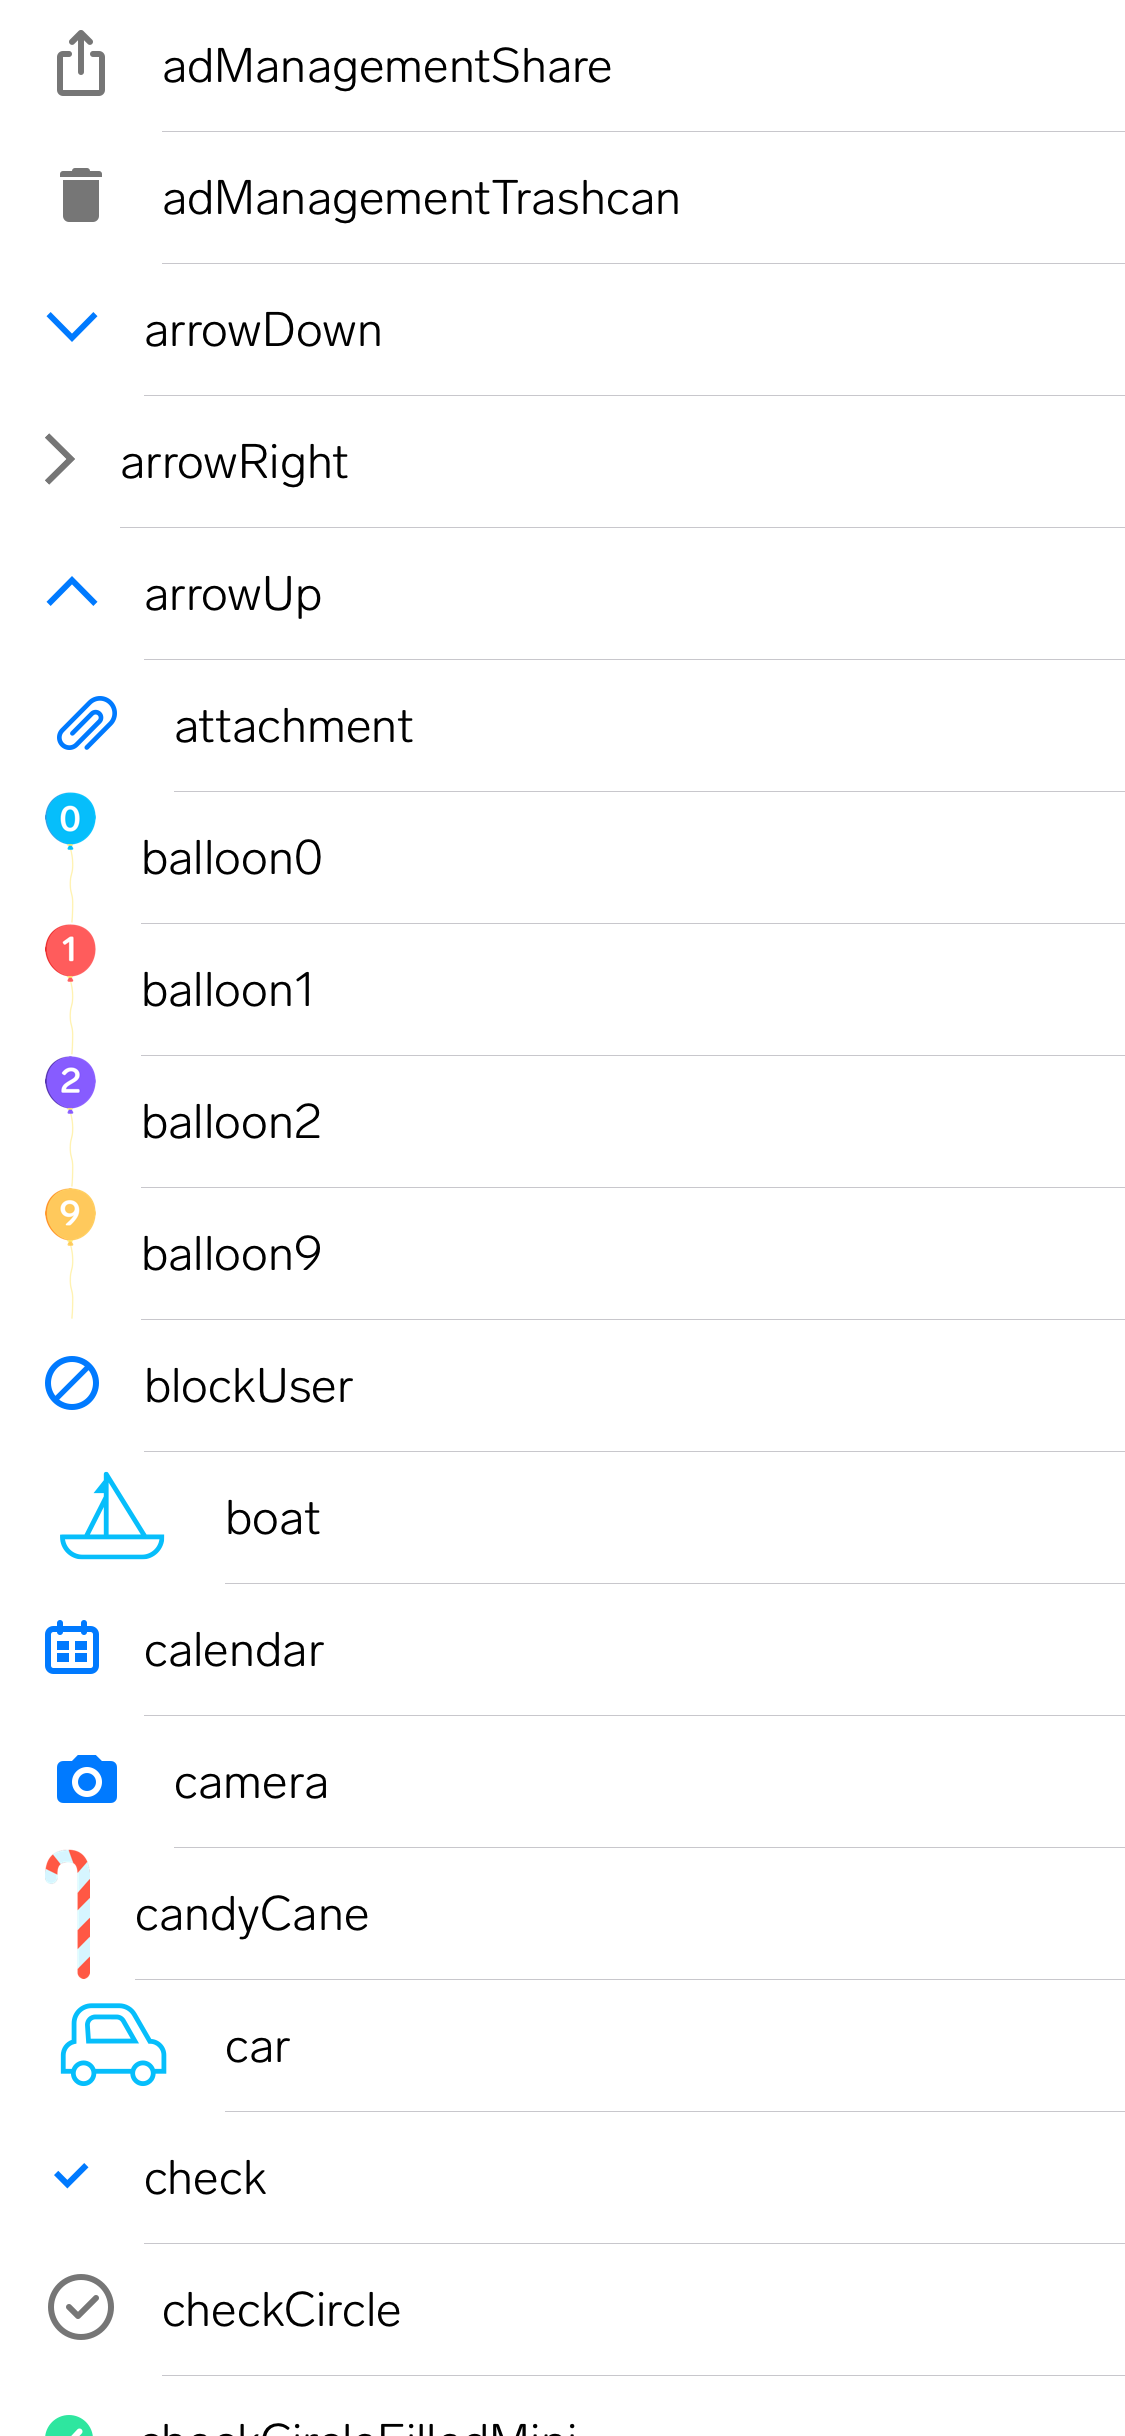 adManagementShare
adManagementTrashcan
arrowDown
arrowRight
arrowUp
attachment
0
balloon0
1
balloon1
2
balloon2
9
balloon9
blockUser
boat
calendar
camera
candyCane
car
check
checkCircle
checkCircleFilledMini